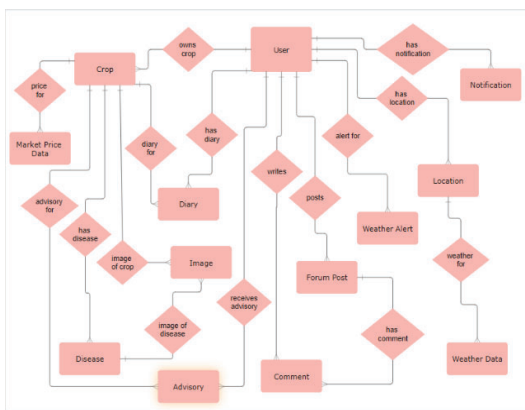 owns
crop
User
has
notification
Crop
price
for
Notification
has
location
Market Price
Data
diary
for
has
diary
alert for
writes
Location
advisory
for
Diary
posts
has
disease
Weather Alert
image
of crop
Image
Forum Post
weather
for
receives
advisory
image of
disease
has
comment
Disease
Weather Data
Advisory
Comment